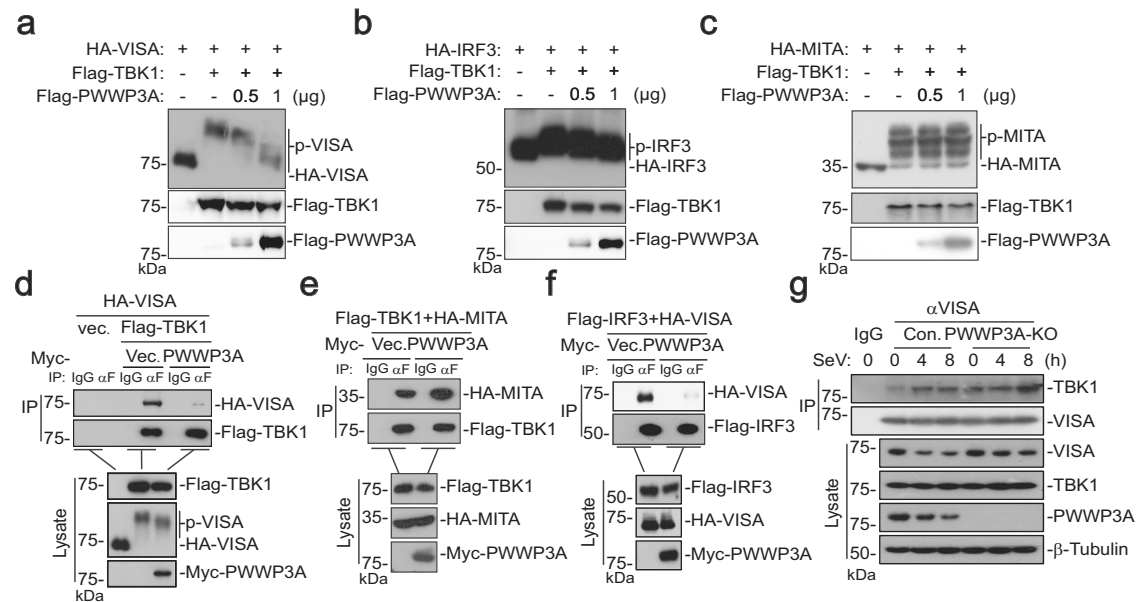 a
HA-VISA: + + + +
Flag-TBK1: - + + +
Flag-PWWP3A: - - 0.5 1 (µg)
75-
p-VISA
-HA-VISA
75-
-Flag-TBK1
75-
kDa
-Flag-PWWP3A
b
HA-IRF3: + + + +
Flag-TBK1: - + + +
Flag-PWWP3A: - - 0.5 1 (µg)
50-
p-IRF3
-HA-IRF3
75-
-Flag-TBK1
75-
kDa
-Flag-PWWP3A
c
HA-MITA: + + + +
Flag-TBK1: - + + +
Flag-PWWP3A: - - 0.5 1 (µg)
35-
p-MITA
-HA-MITA
75-
-Flag-TBK1
75-
kDa
-Flag-PWWP3A
d
HA-VISA
vec. Flag-TBK1
Myc- Vec. PWWP3A
IP: IgG αF IgG αF IgG αF
IP
75-
-HA-VISA
75-
-Flag-TBK1
Lysate
75-
-Flag-TBK1
p-VISA
75-
-HA-VISA
75-
kDa
-Myc-PWWP3A
e
Flag-TBK1+HA-MITA
Myc- Vec. PWWP3A
IP: IgG αF IgG αF
IP
35-
-HA-MITA
75-
-Flag-TBK1
Lysate
75-
-Flag-TBK1
35-
-HA-MITA
75-
kDa
-Myc-PWWP3A
f
Flag-IRF3+HA-VISA
Myc- Vec. PWWP3A
IP: IgG αF IgG αF
IP
75-
-HA-VISA
50-
-Flag-IRF3
Lysate
50-
-Flag-IRF3
75-
-HA-VISA
75-
kDa
-Myc-PWWP3A
g
αVISA
IgG Con. PWWP3A-KO
SeV: 0 0 4 8 0 4 8 (h)
IP
75-
-TBK1
75-
-VISA
Lysate
75-
-VISA
75-
-TBK1
75-
-PWWP3A
50-
-β-Tubulin
kDa